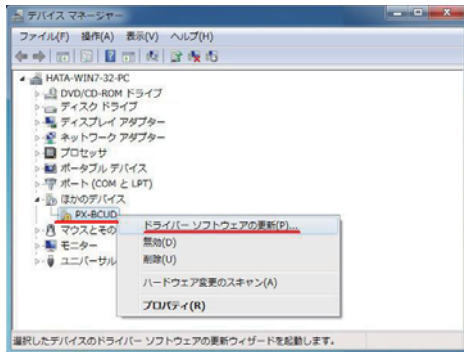 デバイス マネージャー
ファイル(F) 操作(A) 表示(V) ヘルプ(H)
HATA-WIN7-32-PC
DVD/CD-ROM ドライブ
ディスク ドライブ
ディスプレイ アダプター
ネットワーク アダプター
プロセッサ
ポータブル デバイス
ポート (COM と LPT)
ほかのデバイス
PX-BCUD
マウスとその
モニター
ユニバーサル
ドライバー ソフトウェアの更新(P)...
無効(D)
削除(U)
ハードウェア変更のスキャン(A)
プロパティ(R)
選択したデバイスのドライバー ソフトウェアの更新ウィザードを起動します。